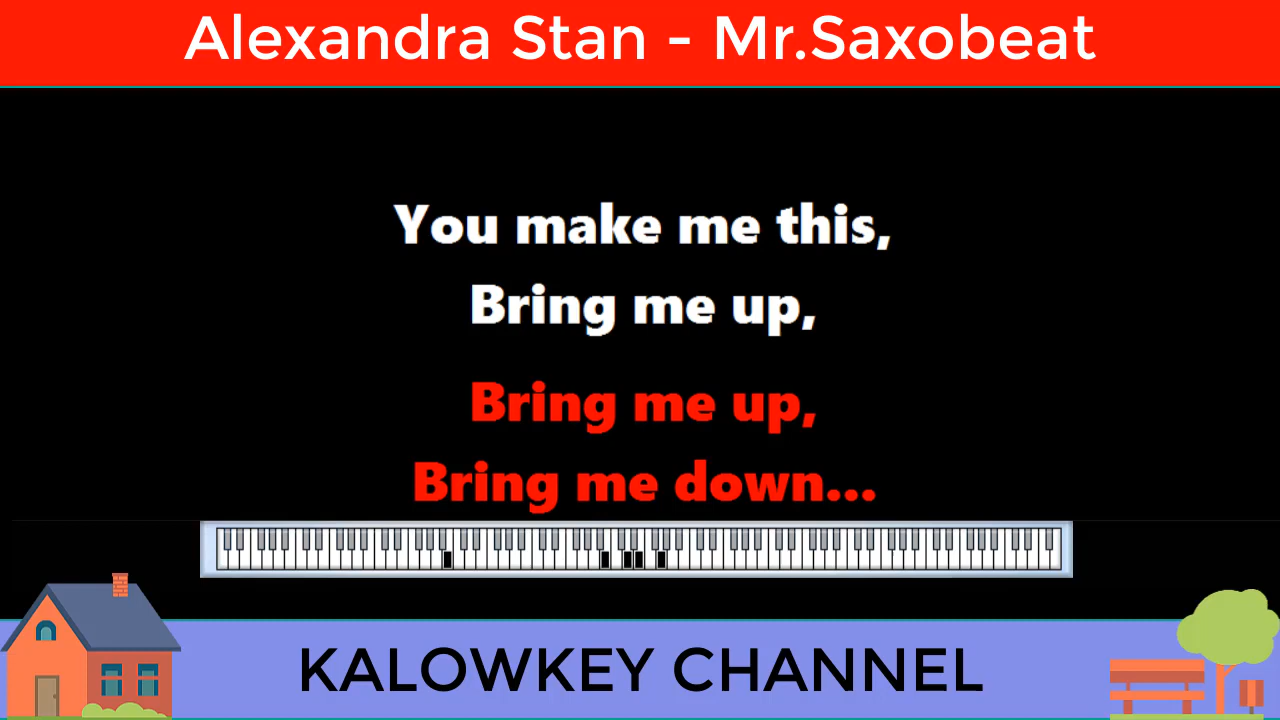 Alexandra Stan - Mr.Saxobeat
You make me this,
Bring me up,
Bring me up,
Bring me down...
KALOWKEY CHANNEL